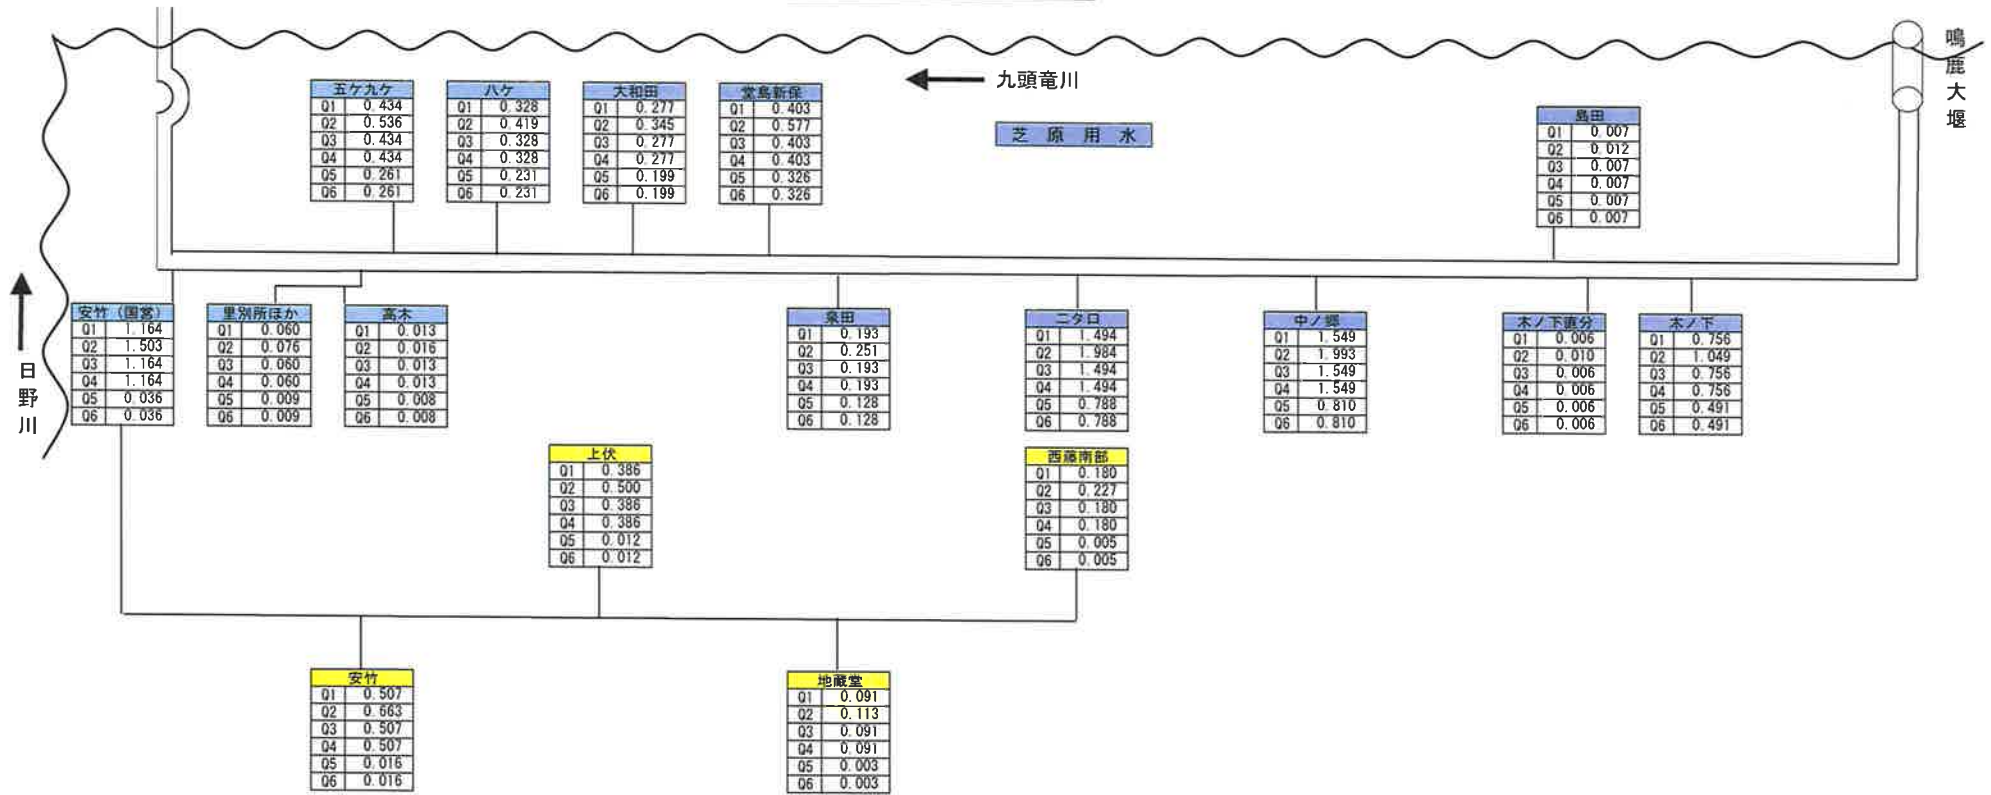 鳴鹿大堰
九頭竜川
芝原用水
日野川
五ケ九ケ
Q1 0.434
Q2 0.536
Q3 0.434
Q4 0.434
Q5 0.261
Q6 0.261
八ケ
Q1 0.328
Q2 0.419
Q3 0.328
Q4 0.328
Q5 0.231
Q6 0.231
大和田
Q1 0.277
Q2 0.345
Q3 0.277
Q4 0.277
Q5 0.199
Q6 0.199
堂島新保
Q1 0.403
Q2 0.577
Q3 0.403
Q4 0.403
Q5 0.326
Q6 0.326
島田
Q1 0.007
Q2 0.012
Q3 0.007
Q4 0.007
Q5 0.007
Q6 0.007
安竹（国営）
Q1 1.164
Q2 1.503
Q3 1.164
Q4 1.164
Q5 0.036
Q6 0.036
里別所ほか
Q1 0.060
Q2 0.076
Q3 0.060
Q4 0.060
Q5 0.009
Q6 0.009
高木
Q1 0.013
Q2 0.016
Q3 0.013
Q4 0.013
Q5 0.008
Q6 0.008
泉田
Q1 0.193
Q2 0.251
Q3 0.193
Q4 0.193
Q5 0.128
Q6 0.128
二タ口
Q1 1.494
Q2 1.984
Q3 1.494
Q4 1.494
Q5 0.788
Q6 0.788
中ノ郷
Q1 1.549
Q2 1.993
Q3 1.549
Q4 1.549
Q5 0.810
Q6 0.810
木ノ下直分
Q1 0.006
Q2 0.010
Q3 0.006
Q4 0.006
Q5 0.006
Q6 0.006
木ノ下
Q1 0.756
Q2 1.049
Q3 0.756
Q4 0.756
Q5 0.491
Q6 0.491
上伏
Q1 0.386
Q2 0.500
Q3 0.386
Q4 0.386
Q5 0.012
Q6 0.012
西藤南部
Q1 0.180
Q2 0.227
Q3 0.180
Q4 0.180
Q5 0.005
Q6 0.005
安竹
Q1 0.507
Q2 0.663
Q3 0.507
Q4 0.507
Q5 0.016
Q6 0.016
地蔵堂
Q1 0.091
Q2 0.113
Q3 0.091
Q4 0.091
Q5 0.003
Q6 0.003